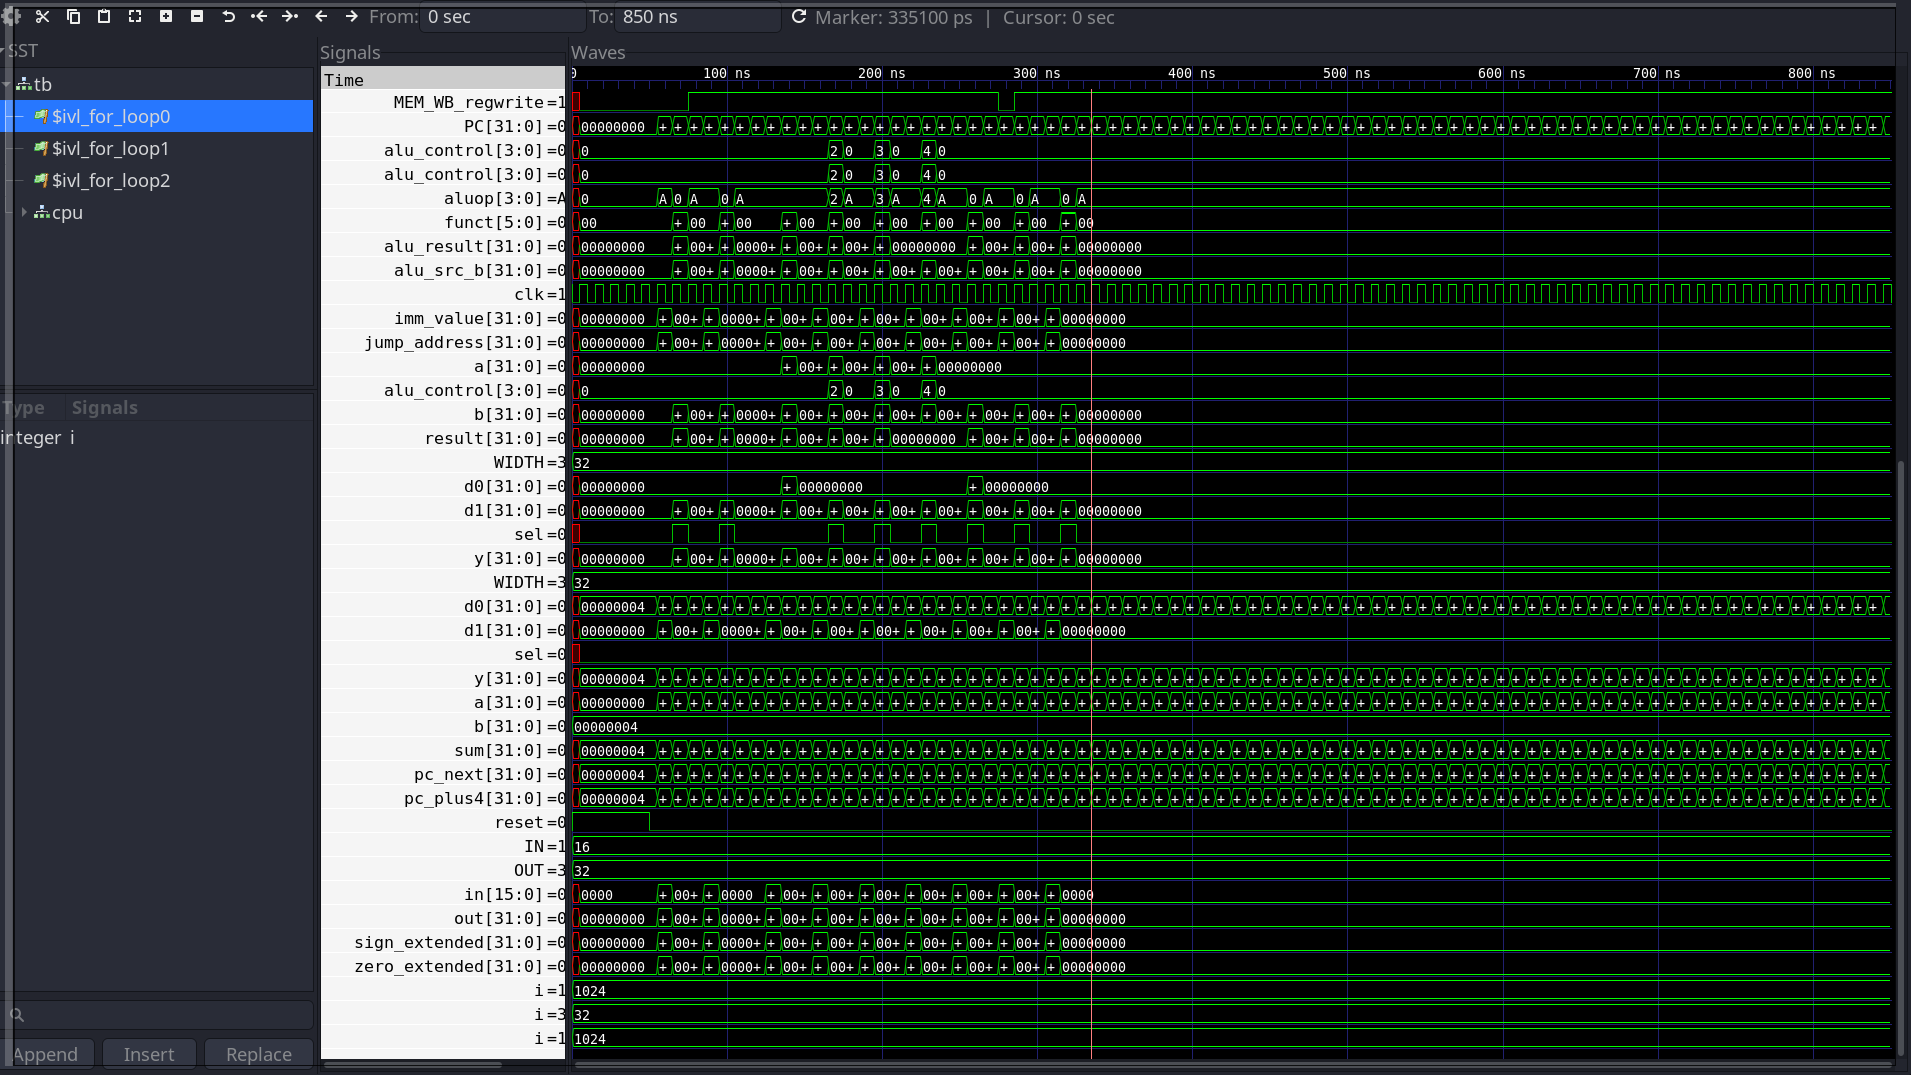 From: 0 sec To: 850 ns Marker: 335100 ps | Cursor: 0 sec
SST
tb
$ivl_for_loop0
$ivl_for_loop1
$ivl_for_loop2
cpu
Type Signals
integer i
Append Insert Replace
Signals
Time
MEM_WB_regwrite=1
PC[31:0]=0
alu_control[3:0]=0
alu_control[3:0]=0
aluop[3:0]=A
funct[5:0]=0
alu_result[31:0]=0
alu_src_b[31:0]=0
clk=1
imm_value[31:0]=0
jump_address[31:0]=0
a[31:0]=0
alu_control[3:0]=0
b[31:0]=0
result[31:0]=0
WIDTH=3
d0[31:0]=0
d1[31:0]=0
sel=0
y[31:0]=0
WIDTH=3
d0[31:0]=0
d1[31:0]=0
sel=0
y[31:0]=0
a[31:0]=0
b[31:0]=0
sum[31:0]=0
pc_next[31:0]=0
pc_plus4[31:0]=0
reset=0
IN=1
OUT=3
in[15:0]=0
out[31:0]=0
sign_extended[31:0]=0
zero_extended[31:0]=0
i=1
i=3
i=1
Waves
0 100 ns 200 ns 300 ns 400 ns 500 ns 600 ns 700 ns 800 ns
00000000
0 2 0 3 0 4 0
0 2 0 3 0 4 0
0 A 0 A 0 A 2 A 3 A 4 A 0 A 0 A 0 A
00 + 00 + 00 + 00 + 00 + 00 + 00 + 00 + 00 + 00
00000000 + 00+ + 0000+ + 00+ + 00+ + 00000000 + 00+ + 00+ + 00000000
00000000 + 00+ + 0000+ + 00+ + 00+ + 00+ + 00+ + 00+ + 00+ + 00000000
00000000 + 00+ + 0000+ + 00+ + 00+ + 00+ + 00+ + 00+ + 00+ + 00000000
00000000 + 00+ + 0000+ + 00+ + 00+ + 00+ + 00+ + 00+ + 00+ + 00000000
00000000 + 00+ + 00+ + 00+ + 00000000
0 2 0 3 0 4 0
00000000 + 00+ + 0000+ + 00+ + 00+ + 00+ + 00+ + 00+ + 00+ + 00000000
00000000 + 00+ + 0000+ + 00+ + 00+ + 00000000 + 00+ + 00+ + 00000000
32
00000000 + 00000000 + 00000000
00000000 + 00+ + 0000+ + 00+ + 00+ + 00+ + 00+ + 00+ + 00+ + 00000000
00000000 + 00+ + 0000+ + 00+ + 00+ + 00+ + 00+ + 00+ + 00+ + 00000000
32
00000004
00000000 + 00+ + 0000+ + 00+ + 00+ + 00+ + 00+ + 00+ + 00+ + 00000000
00000004
00000000
00000004
00000004
00000004
00000004
16
32
0000 + 00+ + 0000 + 00+ + 00+ + 00+ + 00+ + 00+ + 00+ + 0000
00000000 + 00+ + 0000+ + 00+ + 00+ + 00+ + 00+ + 00+ + 00+ + 00000000
00000000 + 00+ + 0000+ + 00+ + 00+ + 00+ + 00+ + 00+ + 00+ + 00000000
00000000 + 00+ + 0000+ + 00+ + 00+ + 00+ + 00+ + 00+ + 00+ + 00000000
1024
32
1024